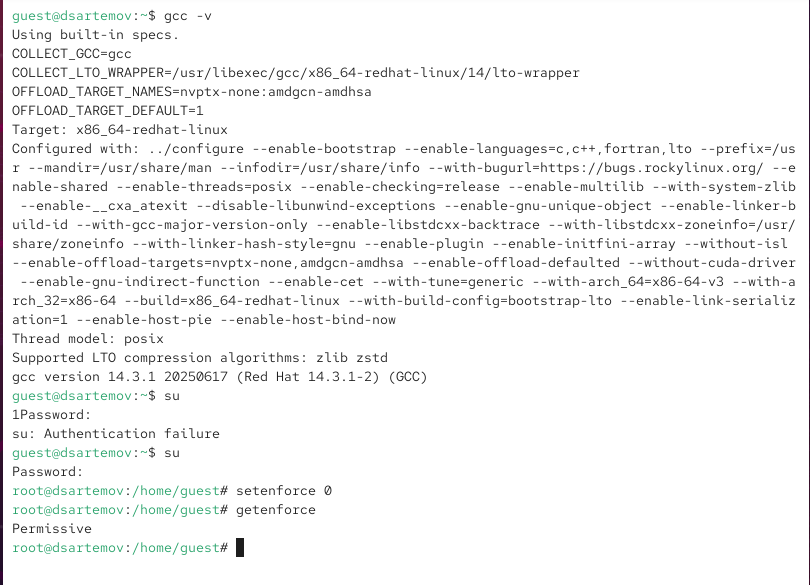 guest@dsartemov:~$ gcc -v
Using built-in specs.
COLLECT_GCC=gcc
COLLECT_LTO_WRAPPER=/usr/libexec/gcc/x86_64-redhat-linux/14/lto-wrapper
OFFLOAD_TARGET_NAMES=nvptx-none:amdgcn-amdhsa
OFFLOAD_TARGET_DEFAULT=1
Target: x86_64-redhat-linux
Configured with: ../configure --enable-bootstrap --enable-languages=c,c++,fortran,lto --prefix=/us
r --mandir=/usr/share/man --infodir=/usr/share/info --with-bugurl=https://bugs.rockylinux.org/ --e
nable-shared --enable-threads=posix --enable-checking=release --enable-multilib --with-system-zlib
 --enable-__cxa_atexit --disable-libunwind-exceptions --enable-gnu-unique-object --enable-linker-b
uild-id --with-gcc-major-version-only --enable-libstdcxx-backtrace --with-libstdcxx-zoneinfo=/usr/
share/zoneinfo --with-linker-hash-style=gnu --enable-plugin --enable-initfini-array --without-isl
--enable-offload-targets=nvptx-none,amdgcn-amdhsa --enable-offload-defaulted --without-cuda-driver
 --enable-gnu-indirect-function --enable-cet --with-tune=generic --with-arch_64=x86-64-v3 --with-a
rch_32=x86-64 --build=x86_64-redhat-linux --with-build-config=bootstrap-lto --enable-link-serializ
ation=1 --enable-host-pie --enable-host-bind-now
Thread model: posix
Supported LTO compression algorithms: zlib zstd
gcc version 14.3.1 20250617 (Red Hat 14.3.1-2) (GCC)
guest@dsartemov:~$ su
1Password:
su: Authentication failure
guest@dsartemov:~$ su
Password:
root@dsartemov:/home/guest# setenforce 0
root@dsartemov:/home/guest# getenforce
Permissive
root@dsartemov:/home/guest#